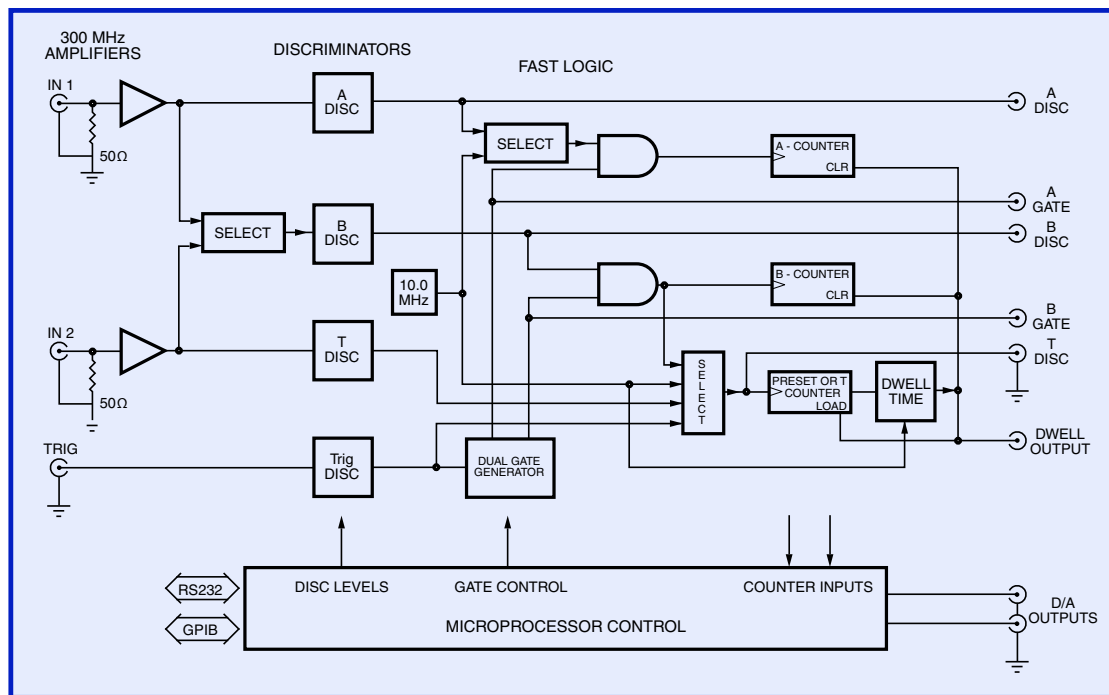 300 MHz
AMPLIFIERS
DISCRIMINATORS
FAST LOGIC
IN 1
50Ω
A
DISC
SELECT
A - COUNTER
CLR
A
DISC
A
GATE
SELECT
B
DISC
B
DISC
10.0
MHz
B - COUNTER
CLR
B
GATE
IN 2
50Ω
T
DISC
SELECT
PRESET OR T
COUNTER
LOAD
DWELL
TIME
T
DISC
TRIG
Trig
DISC
DUAL GATE
GENERATOR
DWELL
OUTPUT
RS232
GPIB
DISC LEVELS
GATE CONTROL
COUNTER INPUTS
MICROPROCESSOR CONTROL
D/A
OUTPUTS